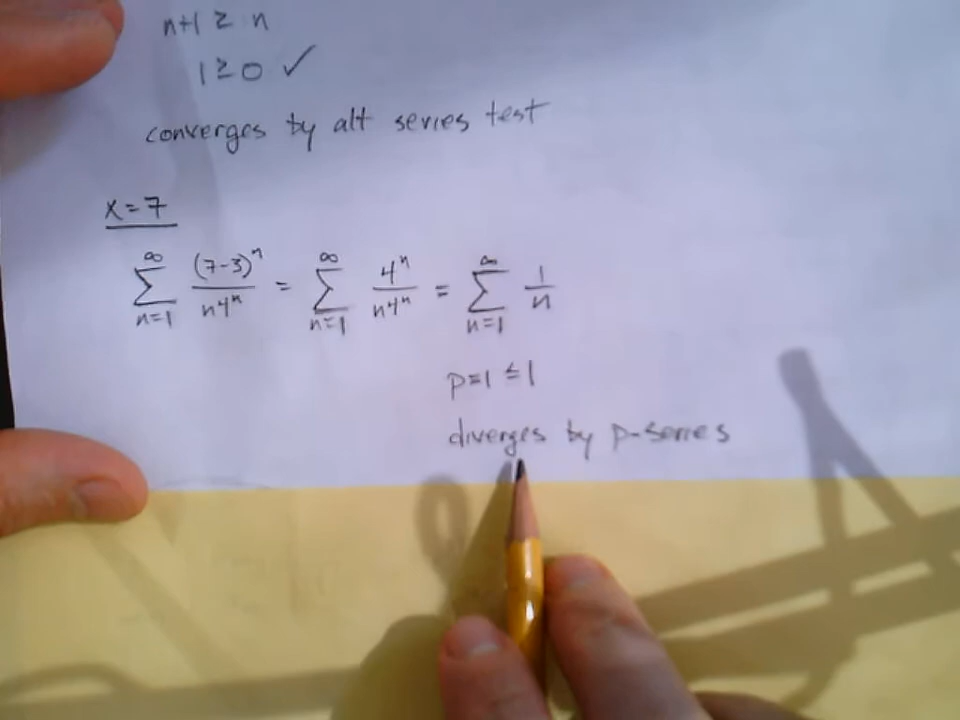 n+1 ≥ n
1 ≥ 0 ✓
converges by alt series test
x=7
∞ ∑ n=1 (7-3)^n / n4^n = ∞ ∑ n=1 4^n / n4^n = ∞ ∑ n=1 1/n
p=1 ≤ 1
diverges by p-series